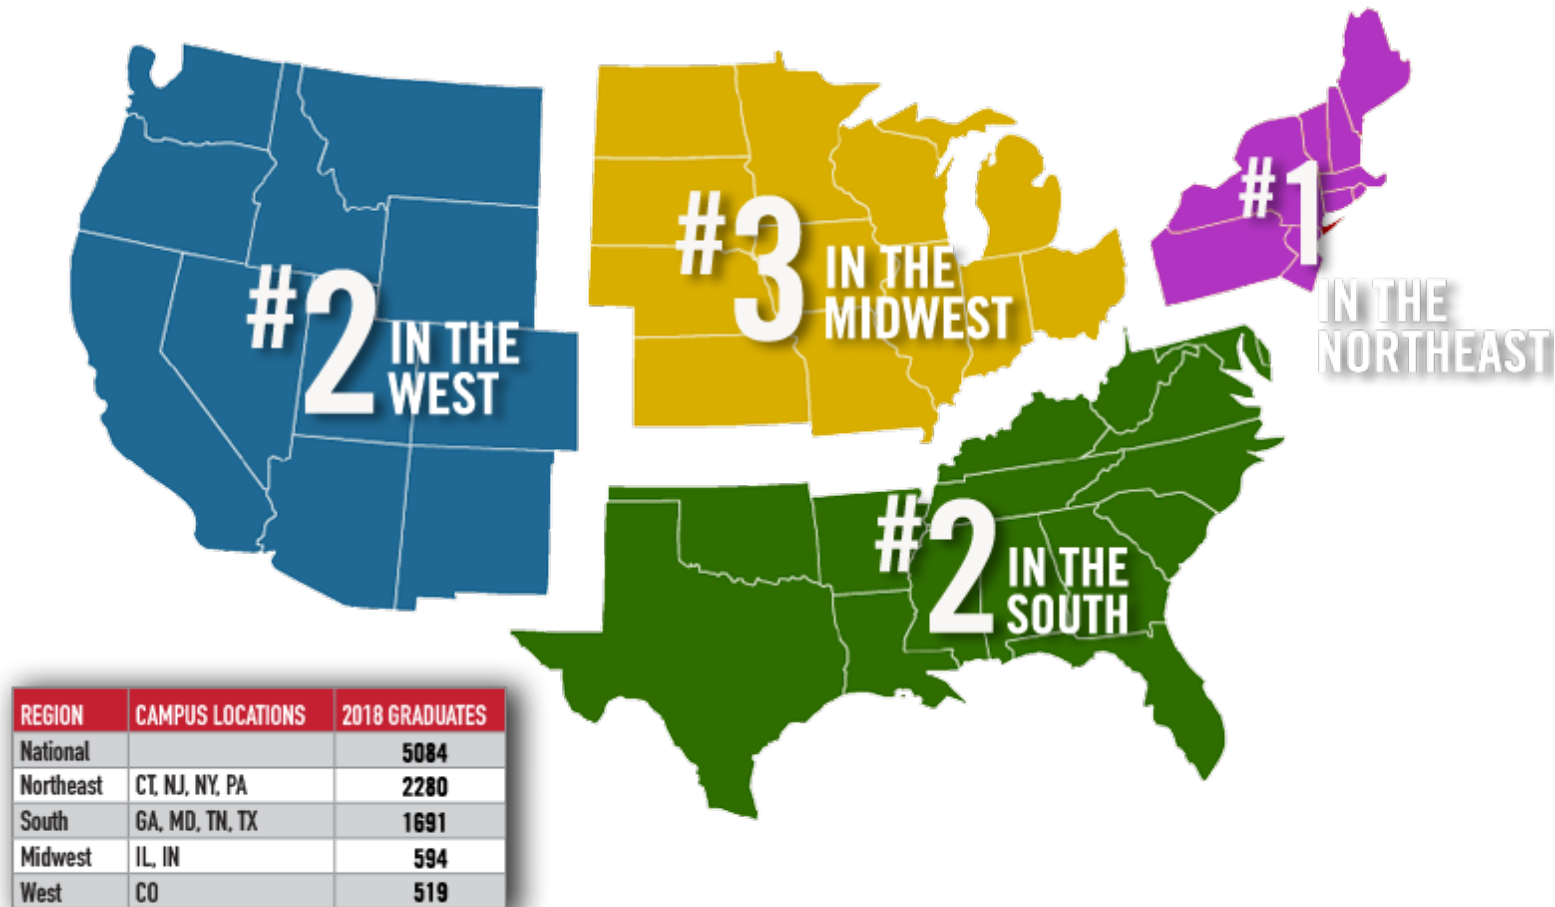 #1
IN THE
NORTHEAST
#3
IN THE
MIDWEST
#2
IN THE
WEST
#2
IN THE
SOUTH
REGION CAMPUS LOCATIONS 2018 GRADUATES
National 5084
Northeast CT, NJ, NY, PA 2280
South GA, MD, TN, TX 1691
Midwest IL, IN 594
West CO 519